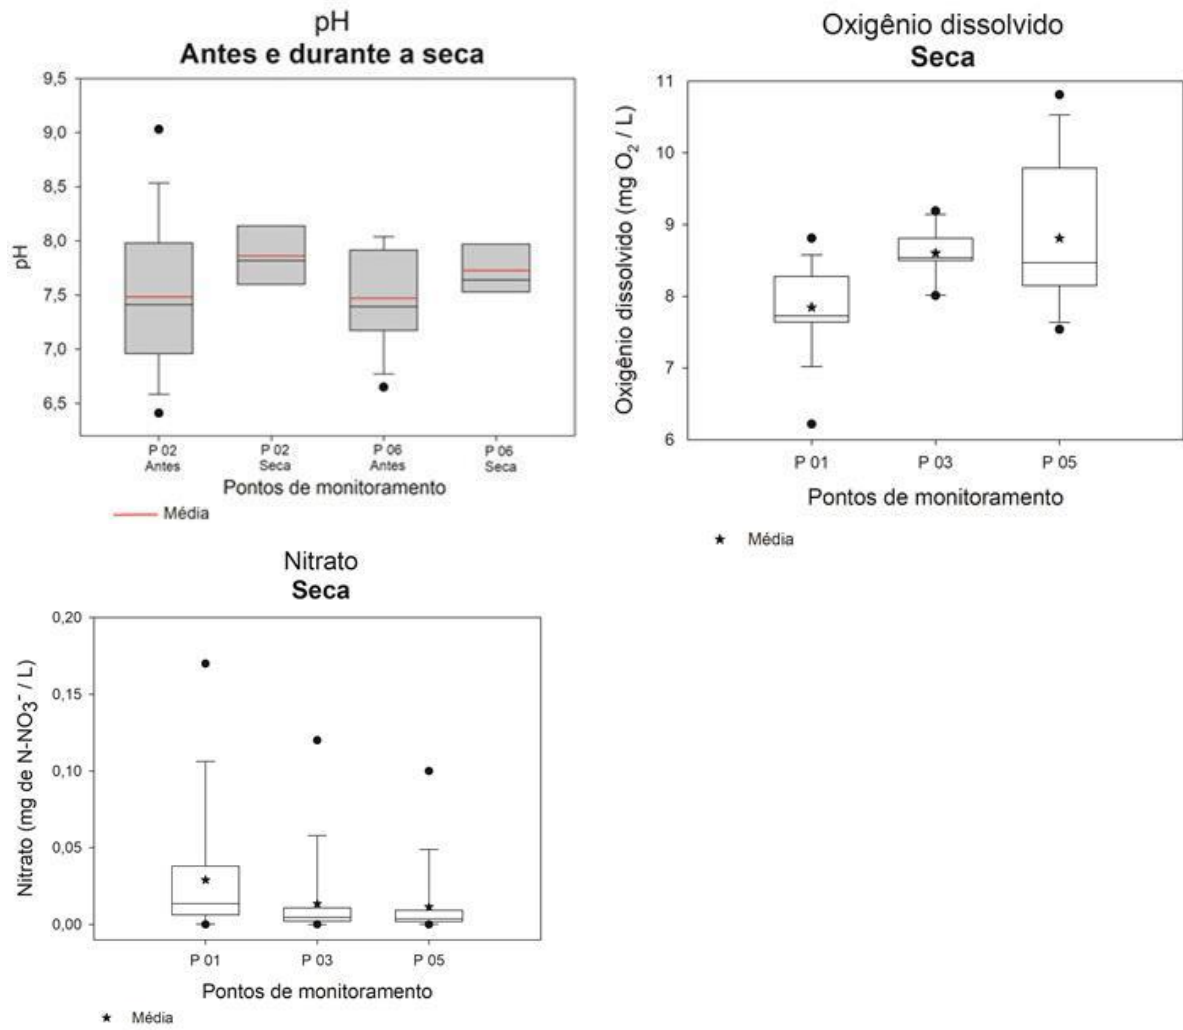 pH
Antes e durante a seca
9,5
9,0
8,5
8,0
7,5
7,0
6,5
pH
P 02 Antes
P 02 Seca
P 06 Antes
P 06 Seca
Pontos de monitoramento
Média
Oxigênio dissolvido
Seca
11
10
9
8
7
6
Oxigênio dissolvido (mg O₂ / L)
P 01 P 03 P 05
Pontos de monitoramento
★ Média
Nitrato
Seca
0,20
0,15
0,10
0,05
0,00
Nitrato (mg de N-NO₃⁻ / L)
P 01 P 03 P 05
Pontos de monitoramento
★ Média